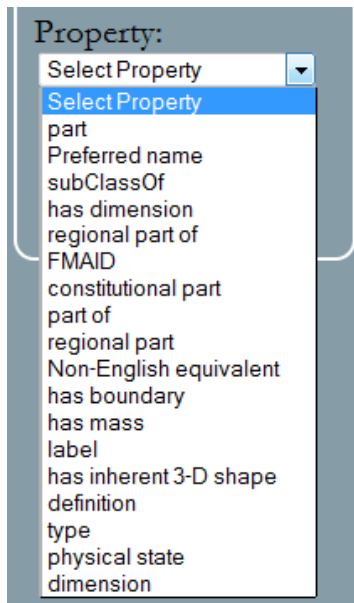 Property:
Select Property
Select Property
part
Preferred name
subClassOf
has dimension
regional part of
FMAID
constitutional part
part of
regional part
Non-English equivalent
has boundary
has mass
label
has inherent 3-D shape
definition
type
physical state
dimension